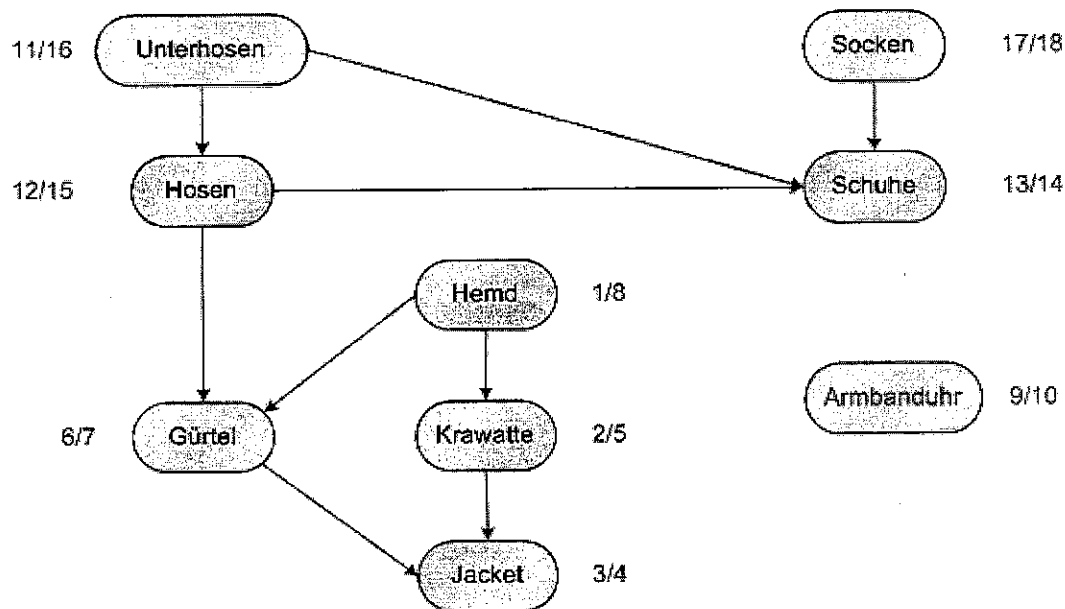 11/16 Unterhosen Socken 17/18
12/15 Hosen Schuhe 13/14
Hemd 1/8
Armbanduhr 9/10
6/7 Gürtel Krawatte 2/5
Jacket 3/4